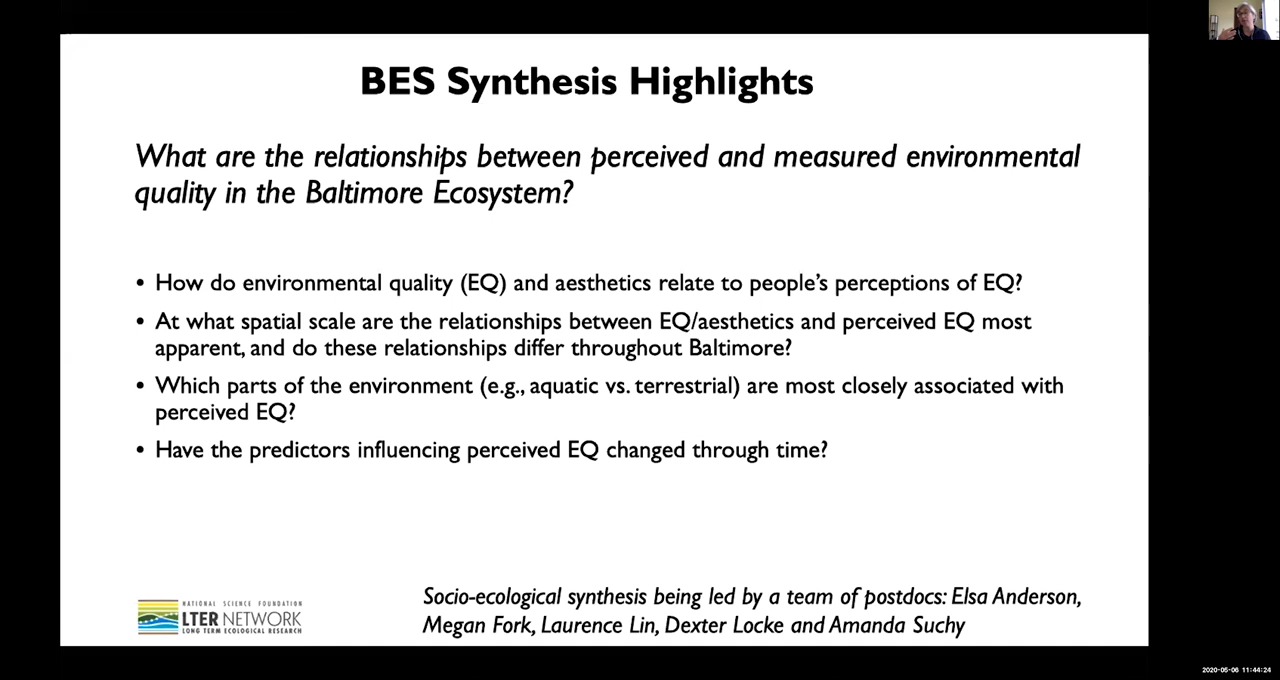 BES Synthesis Highlights
What are the relationships between perceived and measured environmental
quality in the Baltimore Ecosystem?
• How do environmental quality (EQ) and aesthetics relate to people’s perceptions of EQ?
• At what spatial scale are the relationships between EQ/aesthetics and perceived EQ most
apparent, and do these relationships differ throughout Baltimore?
• Which parts of the environment (e.g., aquatic vs. terrestrial) are most closely associated with
perceived EQ?
• Have the predictors influencing perceived EQ changed through time?
NATIONAL SCIENCE FOUNDATION
LTER NETWORK
LONG TERM ECOLOGICAL RESEARCH
Socio-ecological synthesis being led by a team of postdocs: Elsa Anderson,
Megan Fork, Laurence Lin, Dexter Locke and Amanda Suchy
2020-05-06 11:44:24